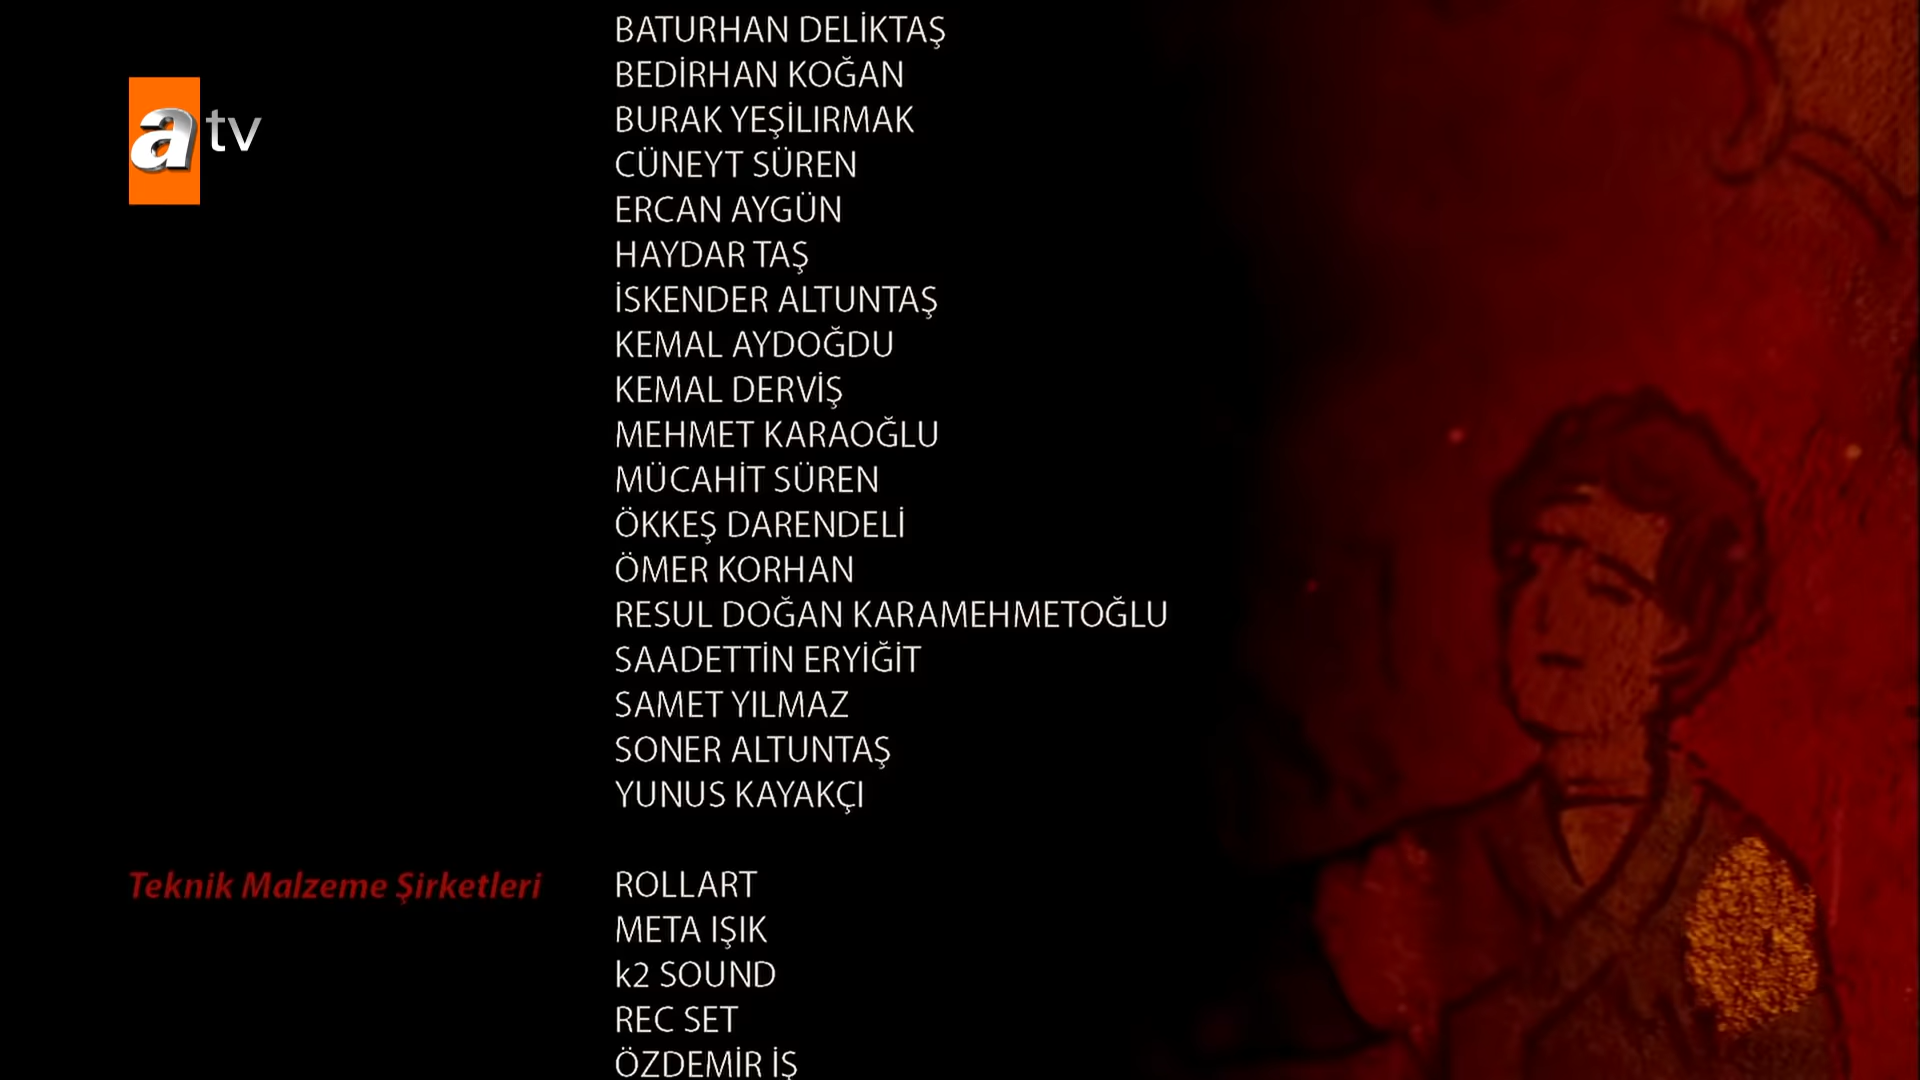 BATURHAN DELİKTAŞ
BEDİRHAN KOĞAN
atv
BURAK YEŞİLIRMAK
CÜNEYT SÜREN
ERCAN AYGÜN
HAYDAR TAŞ
İSKENDER ALTUNTAŞ
KEMAL AYDOĞDU
KEMAL DERVİŞ
MEHMET KARAOĞLU
MÜCAHİT SÜREN
ÖKKEŞ DARENDELİ
ÖMER KORHAN
RESUL DOĞAN KARAMEHMETOĞLU
SAADETTİN ERYİĞİT
SAMET YILMAZ
SONER ALTUNTAŞ
YUNUS KAYAKÇI
Teknik Malzeme Şirketleri ROLLART
META IŞIK
k2 SOUND
REC SET
ÖZDEMİR İŞ